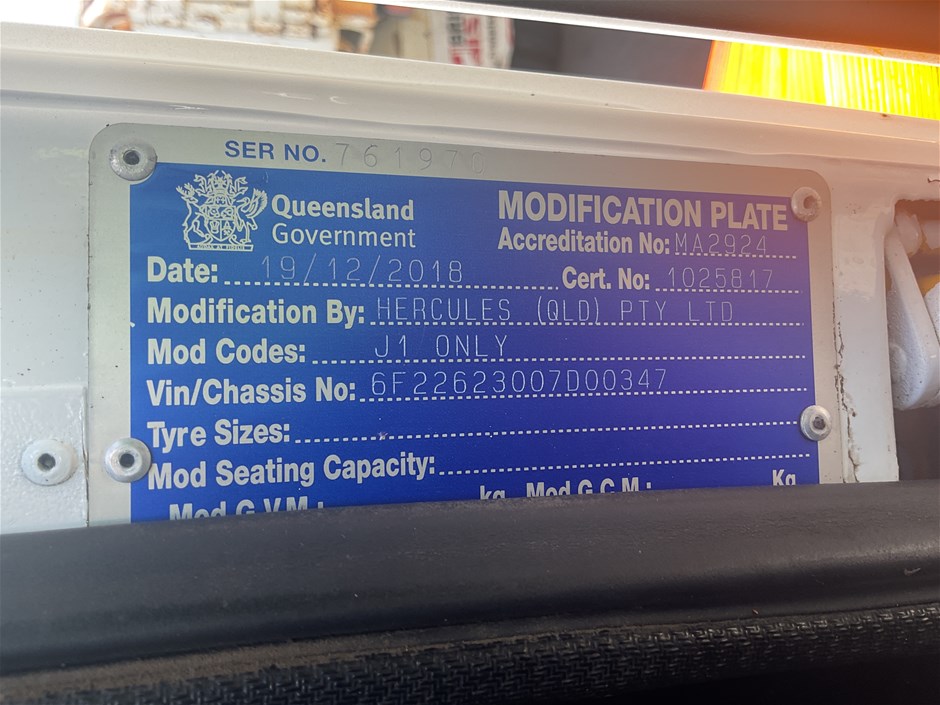 SER NO. 761970
Queensland
Government
MODIFICATION PLATE
Accreditation No: MA2924
Date: 19/12/2018 Cert. No: 1025817
Modification By: HERCULES (QLD) PTY LTD
Mod Codes: J1 ONLY
Vin/Chassis No: 6F22623007D00347
Tyre Sizes:
Mod Seating Capacity:
Mod G.V.M: kg Mod G.C.M: Kg